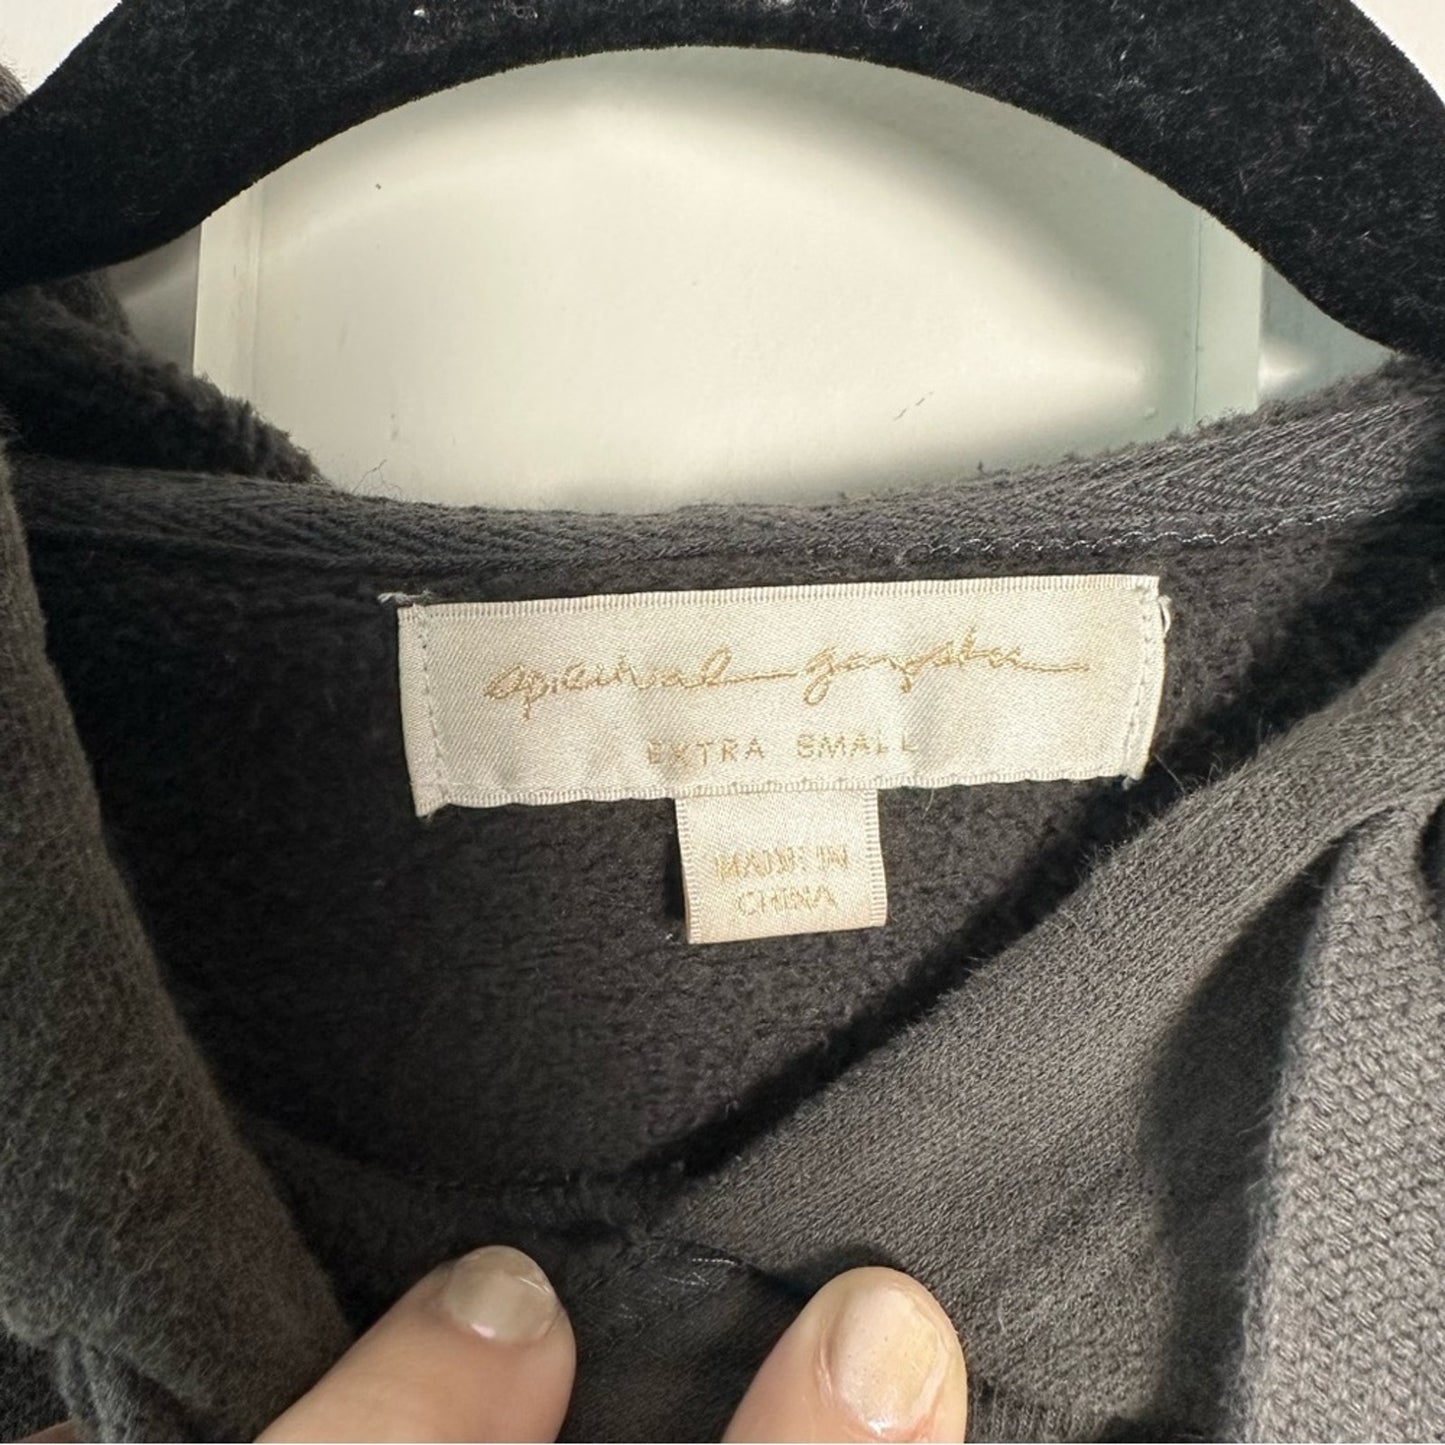 spiritual gangster
EXTRA SMALL
MADE IN
CHINA